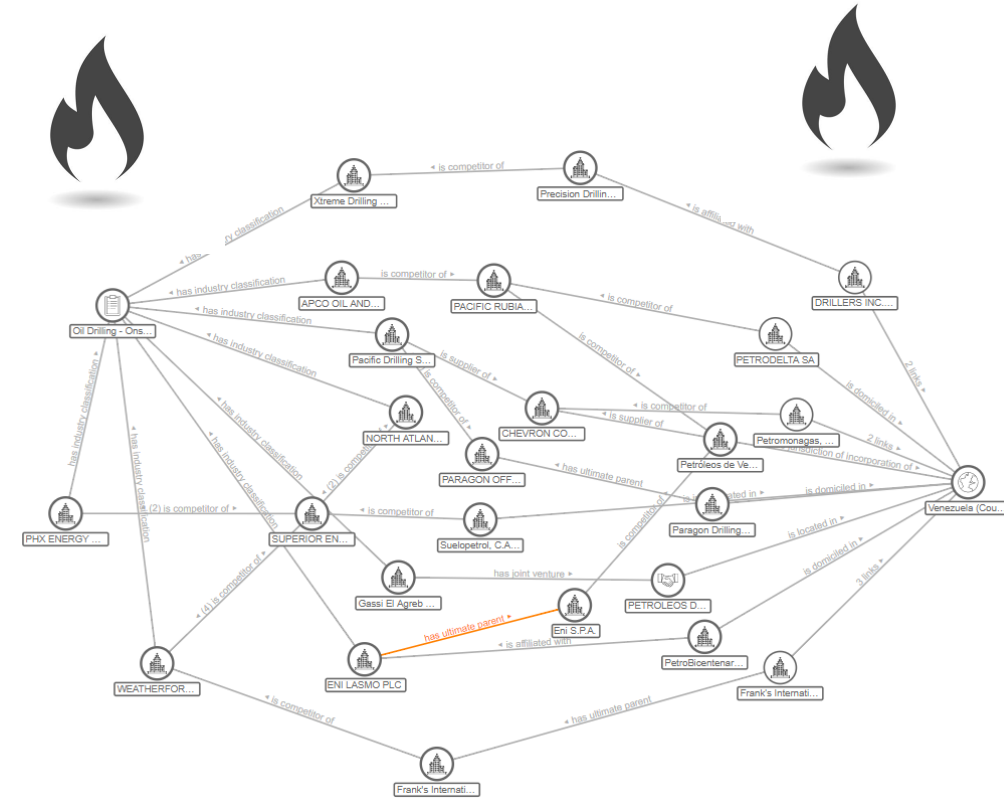 ◄ is competitor of
Xtreme Drilling ...
Precision Drillin...
◄ is affiliated with
ry classification
◄ has
is competitor of ►
◄ has industry classification
APCO OIL AND...
PACIFIC RUBIA...
DRILLERS INC....
◄ is competitor of
Oil Drilling - Ons...
◄ has industry classification
Pacific Drilling S...
is competitor of ►
PETRODELTA SA
◄ has industry classification
is supplier of ►
2 links ►
is competitor of ►
is domiciled in ►
NORTH ATLAN...
CHEVRON CO...
◄ is competitor of
◄ is supplier of
Petromonagas, ...
2 links ►
has industry classification ►
◄ has industry classification
◄ has industry classification
◄ has industry classification
◄ (2) is compet
PARAGON OFF...
Petróleos de Ve...
jurisdiction of incorporation of ►
◄ has ultimate parent
is domiciled in ►
Venezuela (Cou...
PHX ENERGY ...
(2) is competitor of ►
SUPERIOR EN...
◄ is competitor of
Suelopetrol, C.A...
Paragon Drilling...
is competitor of ►
is located in ►
◄ (4) is competitor of ►
Gassi El Agreb ...
has joint venture ►
PETROLEOS D...
is domiciled in ►
3 links ►
has ultimate parent ►
Eni S.P.A.
◄ is affiliated with
PetroBicentenar...
WEATHERFOR...
ENI LASMO PLC
Frank's Internati...
◄ is competitor of
◄ has ultimate parent
Frank's Internati...